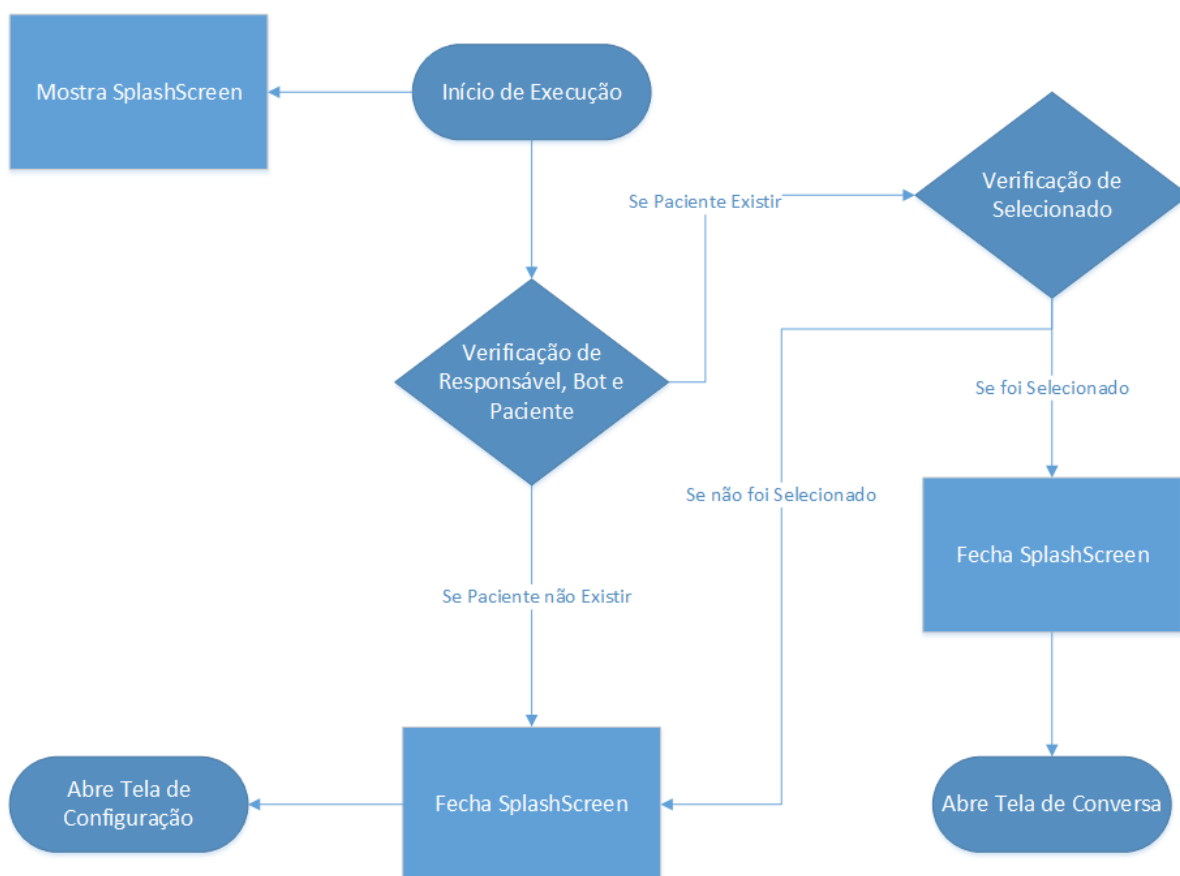 Mostra SplashScreen
Início de Execução
Verificação de
Selecionado
Se Paciente Existir
Verificação de
Responsável, Bot e
Paciente
Se foi Selecionado
Se não foi Selecionado
Fecha SplashScreen
Se Paciente não Existir
Abre Tela de
Configuração
Fecha SplashScreen
Abre Tela de Conversa